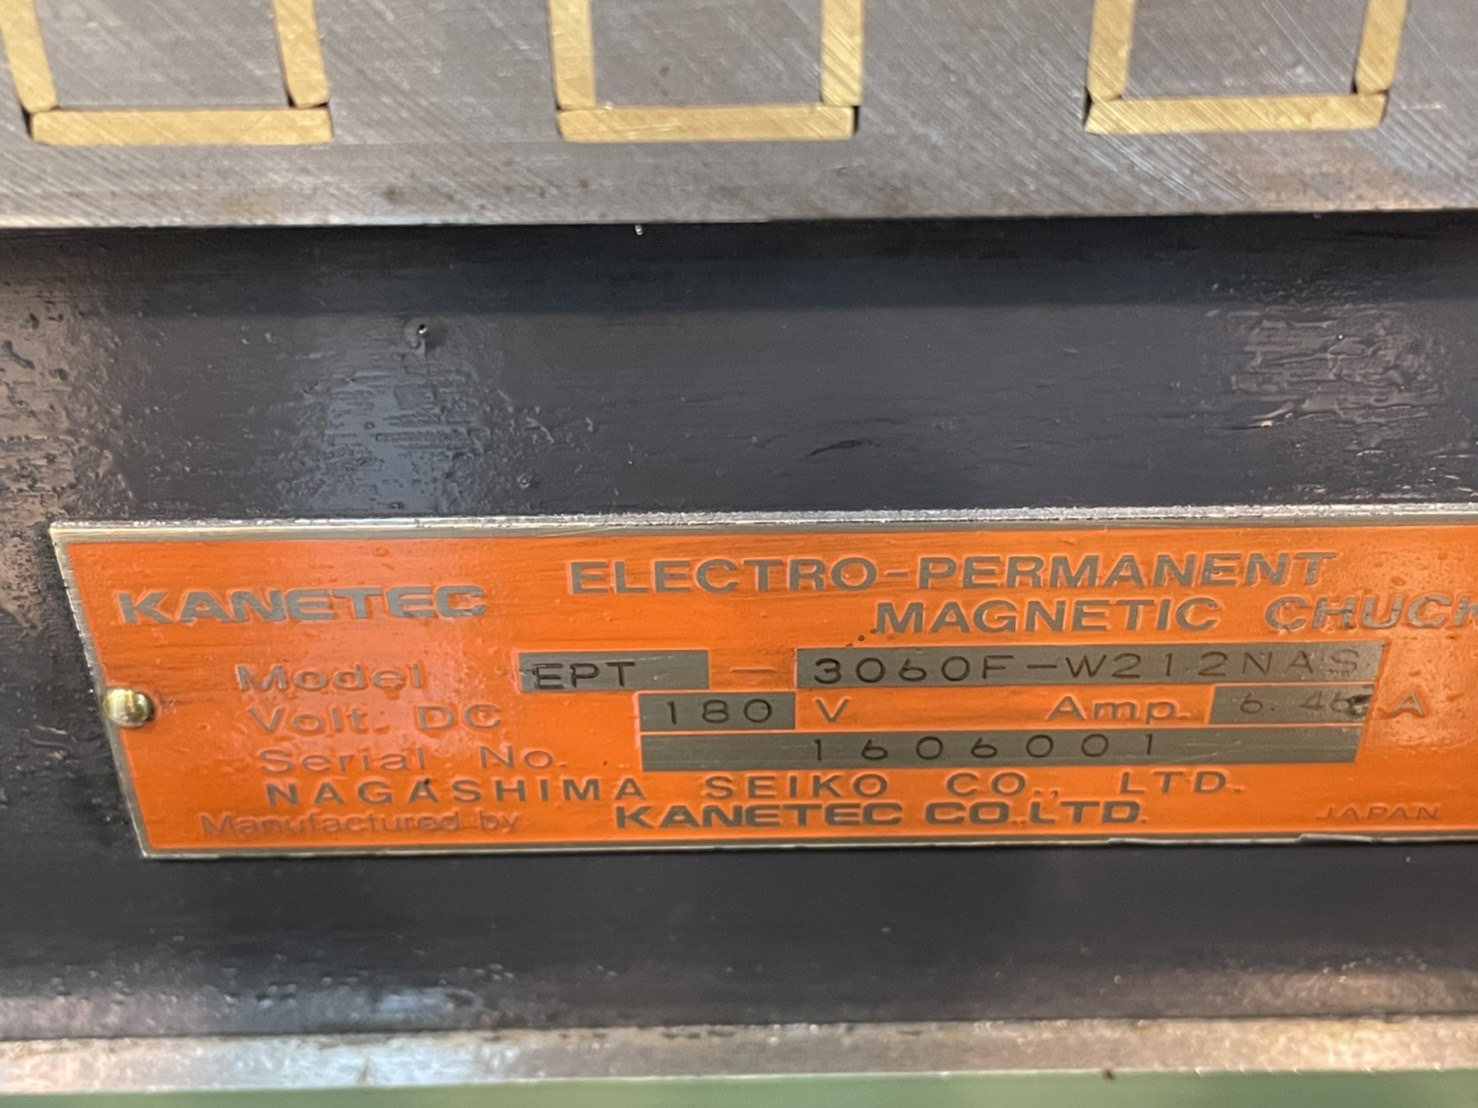 KANETEC ELECTRO-PERMANENT
MAGNETIC CHUCK
Model EPT - 3060F-W212NAS
Volt. DC 180 V Amp. A
Serial No. 1606001
NAGASHIMA SEIKO CO., LTD.
Manufactured by KANETEC CO.,LTD. JAPAN